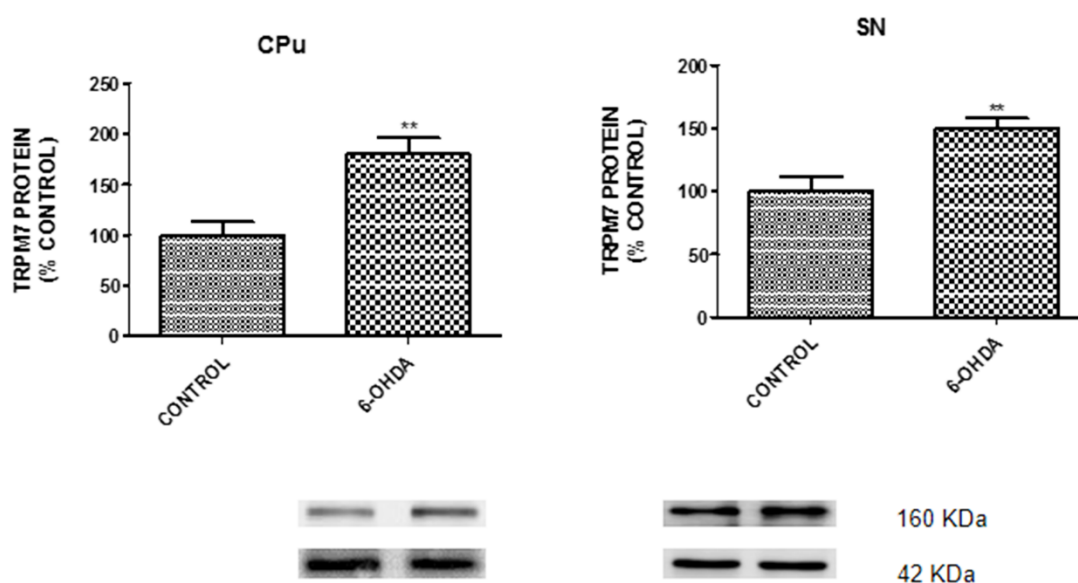 CPu
TRPM7 PROTEIN
(% CONTROL)
250
200
150
100
50
0
**
CONTROL
6-OHDA
SN
TRPM7 PROTEIN
(% CONTROL)
200
150
100
50
0
**
CONTROL
6-OHDA
160 KDa
42 KDa